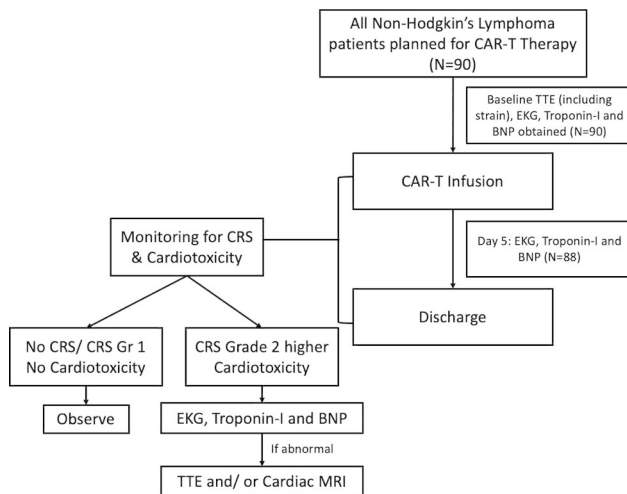 All Non-Hodgkin's Lymphoma
patients planned for CAR-T Therapy
(N=90)
Baseline TTE (including
strain), EKG, Troponin-I and
BNP obtained (N=90)
CAR-T Infusion
Monitoring for CRS
& Cardiotoxicity
Day 5: EKG, Troponin-I and
BNP (N=88)
Discharge
No CRS/ CRS Gr 1
No Cardiotoxicity
CRS Grade 2 higher
Cardiotoxicity
Observe
EKG, Troponin-I and BNP
If abnormal
TTE and/ or Cardiac MRI